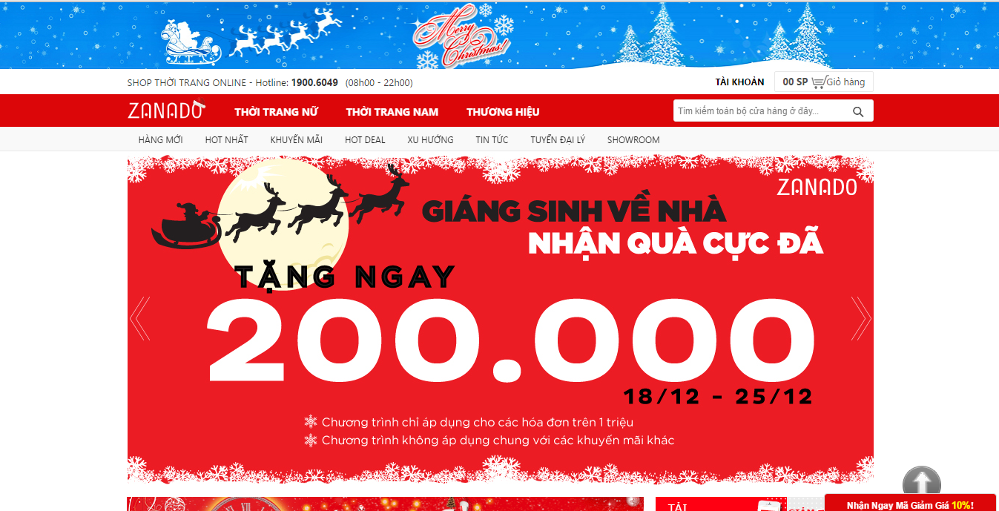 Merry Christmas!
SHOP THỜI TRANG ONLINE - Hotline: 1900.6049 (08h00 - 22h00)
TÀI KHOẢN
00 SP Giỏ hàng
ZANADO
THỜI TRANG NỮ THỜI TRANG NAM THƯƠNG HIỆU
Tìm kiếm toàn bộ cửa hàng ở đây...
HÀNG MỚI HOT NHẤT KHUYẾN MÃI HOT DEAL XU HƯỚNG TIN TỨC TUYỂN ĐẠI LÝ SHOWROOM
ZANADO
GIÁNG SINH VỀ NHÀ
NHẬN QUÀ CỰC ĐÃ
TẶNG NGAY
200.000
18/12 - 25/12
Chương trình chỉ áp dụng cho các hóa đơn trên 1 triệu
Chương trình không áp dụng chung với các khuyến mãi khác
TẢI
Nhận Ngay Mã Giảm Giá 10%!